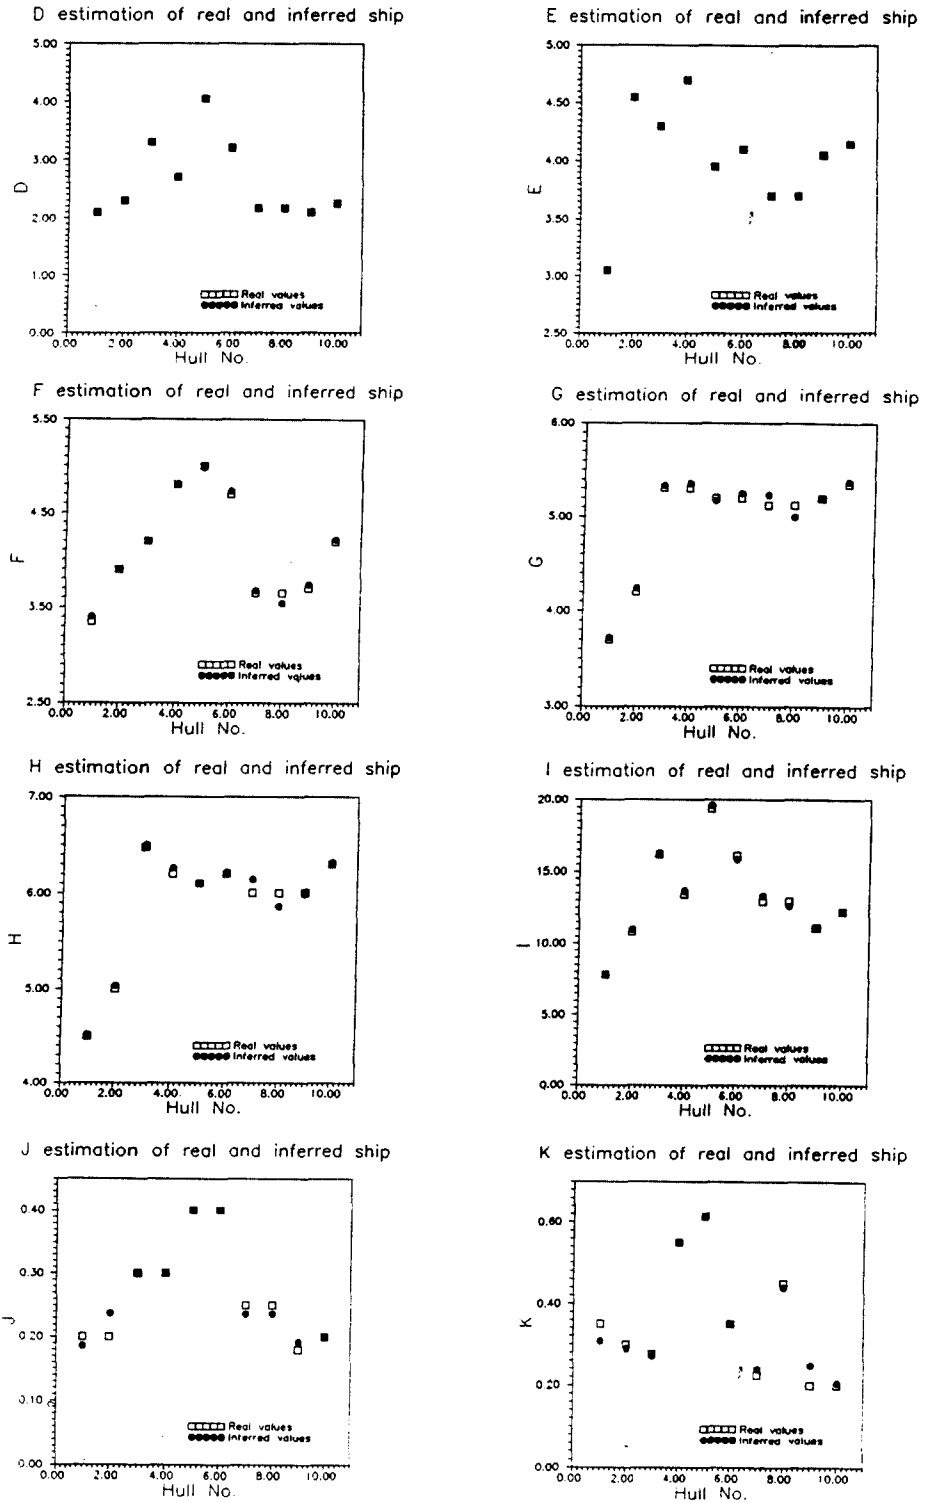 D estimation of real and inferred ship
5.00
4.00
3.00
2.00
1.00
0.00
D
Real values
Inferred values
0.00 2.00 4.00 6.00 8.00 10.00
Hull No.
E estimation of real and inferred ship
5.00
4.50
4.00
3.50
3.00
2.50
E
Real values
Inferred values
0.00 2.00 4.00 6.00 8.00 10.00
Hull No.
F estimation of real and inferred ship
5.50
4.50
3.50
2.50
F
Real values
Inferred values
0.00 2.00 4.00 6.00 8.00 10.00
Hull No.
G estimation of real and inferred ship
6.00
5.00
4.00
3.00
G
Real values
Inferred values
0.00 2.00 4.00 6.00 8.00 10.00
Hull No.
H estimation of real and inferred ship
7.00
6.00
5.00
4.00
H
Real values
Inferred values
0.00 2.00 4.00 6.00 8.00 10.00
Hull No.
I estimation of real and inferred ship
20.00
15.00
10.00
5.00
0.00
I
Real values
Inferred values
0.00 2.00 4.00 6.00 8.00 10.00
Hull No.
J estimation of real and inferred ship
0.40
0.30
0.20
0.10
0.00
J
Real values
Inferred values
0.00 2.00 4.00 6.00 8.00 10.00
Hull No.
K estimation of real and inferred ship
0.60
0.40
0.20
0.00
K
Real values
Inferred values
0.00 2.00 4.00 6.00 8.00 10.00
Hull No.